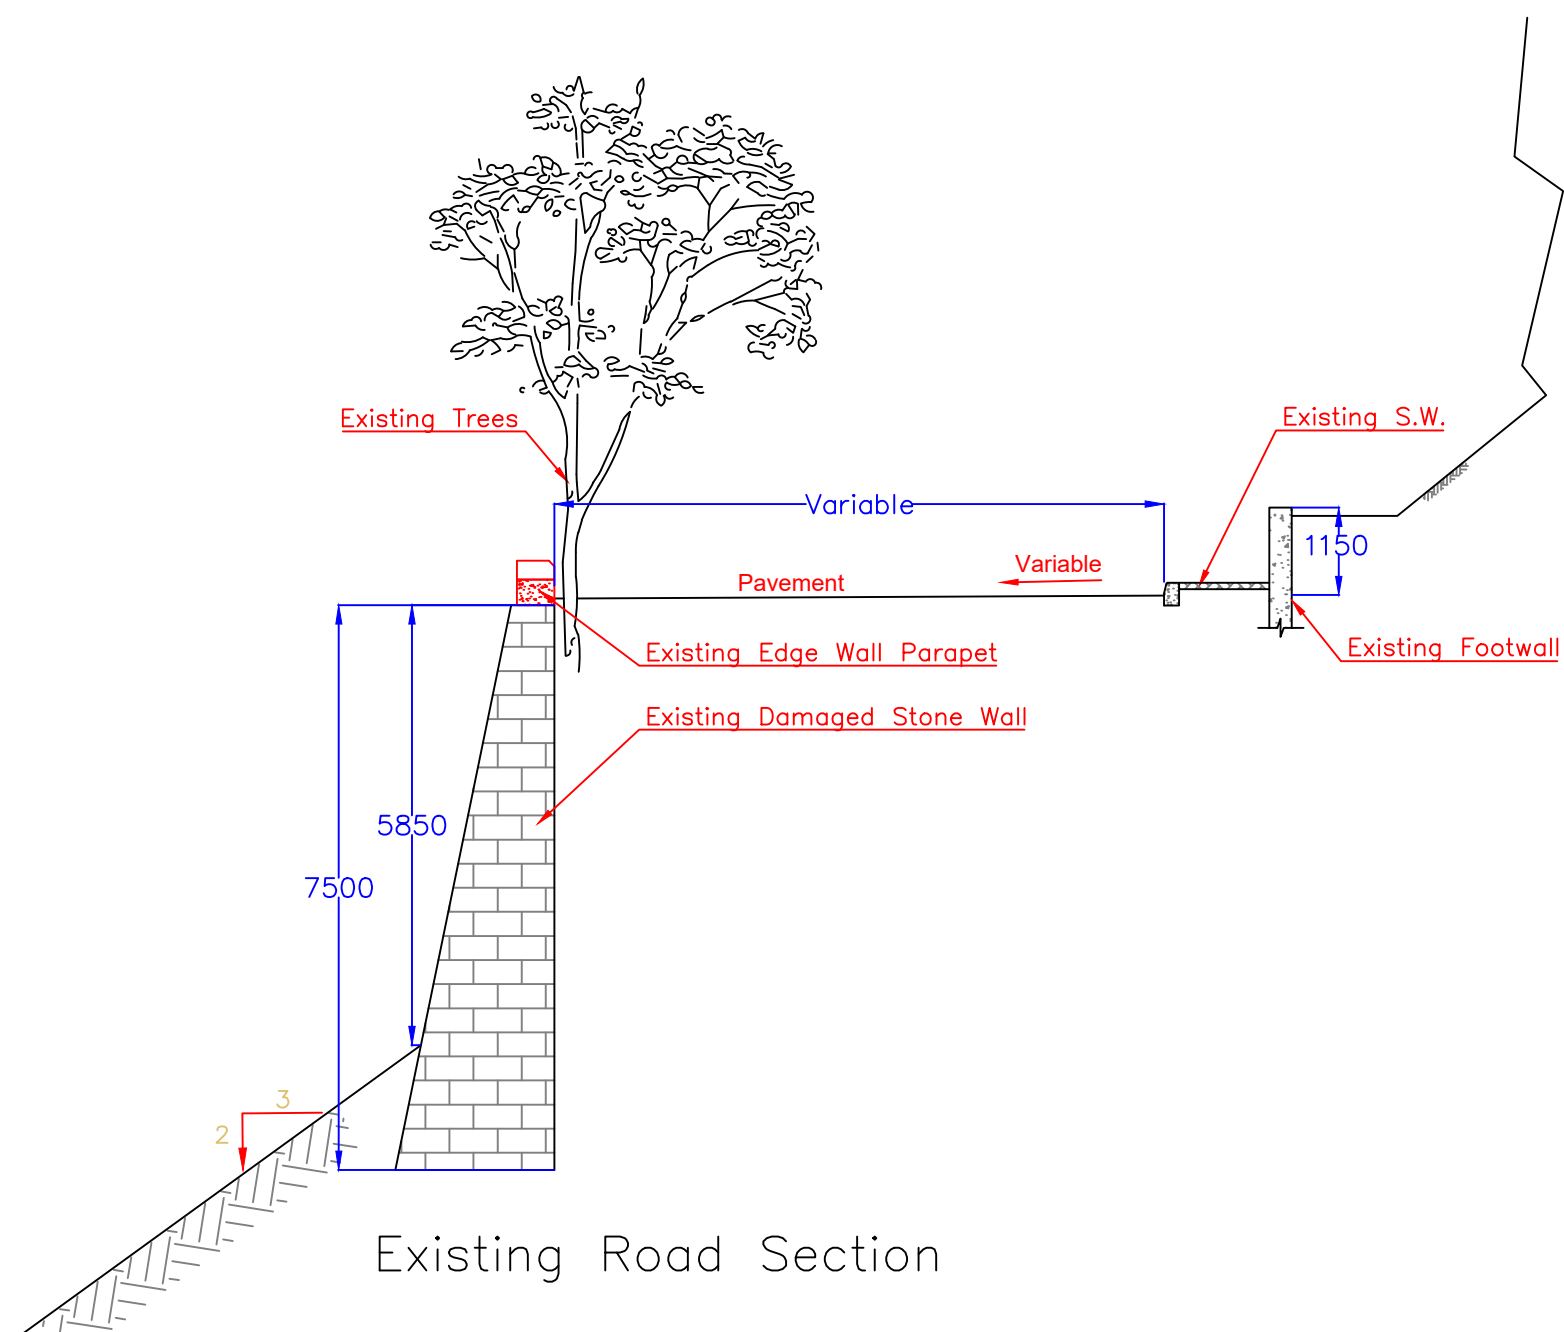 Existing Trees
Existing S.W.
Variable
1150
Variable
Pavement
Existing Edge Wall Parapet
Existing Footwall
Existing Damaged Stone Wall
5850
7500
3
2
Existing Road Section